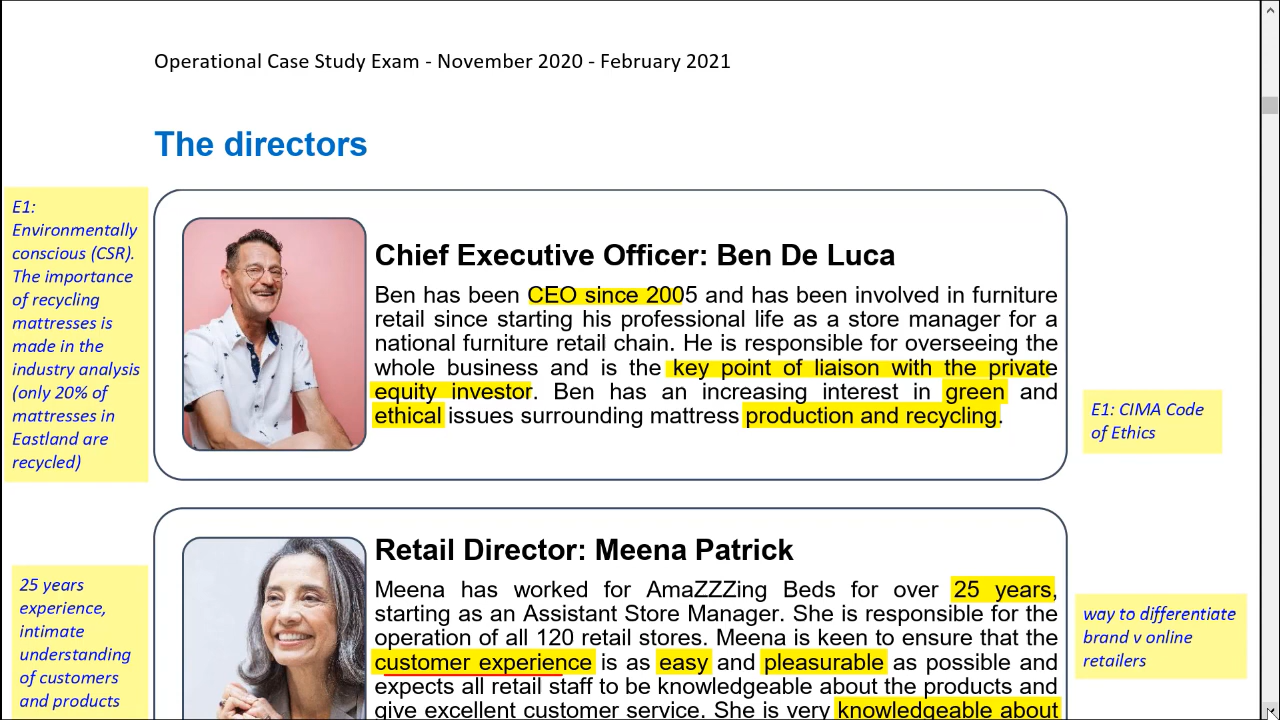 Operational Case Study Exam - November 2020 - February 2021
The directors
E1:
Environmentally
conscious (CSR).
The importance
of recycling
mattresses is
made in the
industry analysis
(only 20% of
mattresses in
Eastland are
recycled)
Chief Executive Officer: Ben De Luca
Ben has been CEO since 2005 and has been involved in furniture
retail since starting his professional life as a store manager for a
national furniture retail chain. He is responsible for overseeing the
whole business and is the key point of liaison with the private
equity investor. Ben has an increasing interest in green and
ethical issues surrounding mattress production and recycling.
E1: CIMA Code
of Ethics
25 years
experience,
intimate
understanding
of customers
and products
Retail Director: Meena Patrick
Meena has worked for AmaZZZing Beds for over 25 years,
starting as an Assistant Store Manager. She is responsible for the
operation of all 120 retail stores. Meena is keen to ensure that the
customer experience is as easy and pleasurable as possible and
expects all retail staff to be knowledgeable about the products and
give excellent customer service. She is very knowledgeable about
way to differentiate
brand v online
retailers